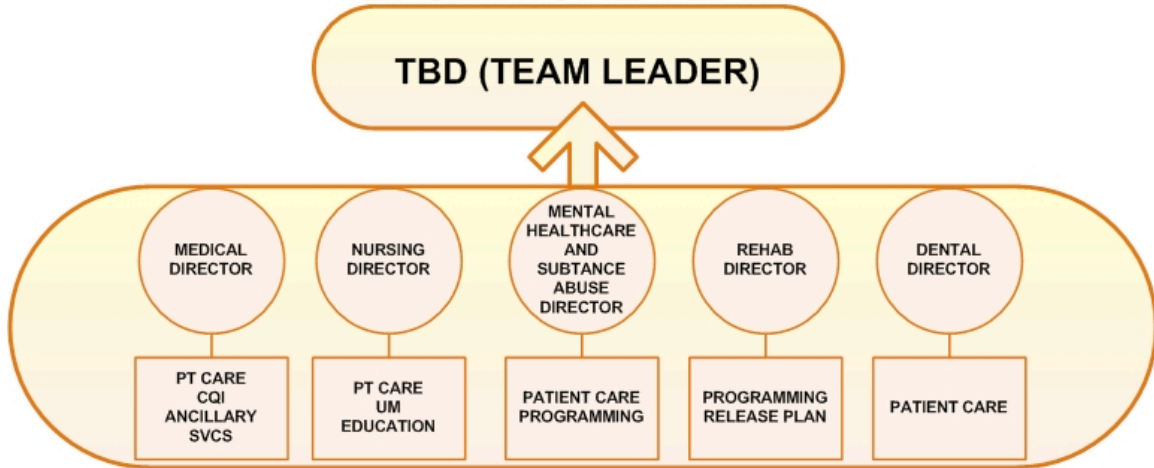 TBD (TEAM LEADER)
MEDICAL
DIRECTOR
NURSING
DIRECTOR
MENTAL
HEALTHCARE
AND
SUBTANCE
ABUSE
DIRECTOR
REHAB
DIRECTOR
DENTAL
DIRECTOR
PT CARE
CQI
ANCILLARY
SVCS
PT CARE
UM
EDUCATION
PATIENT CARE
PROGRAMMING
PROGRAMMING
RELEASE PLAN
PATIENT CARE